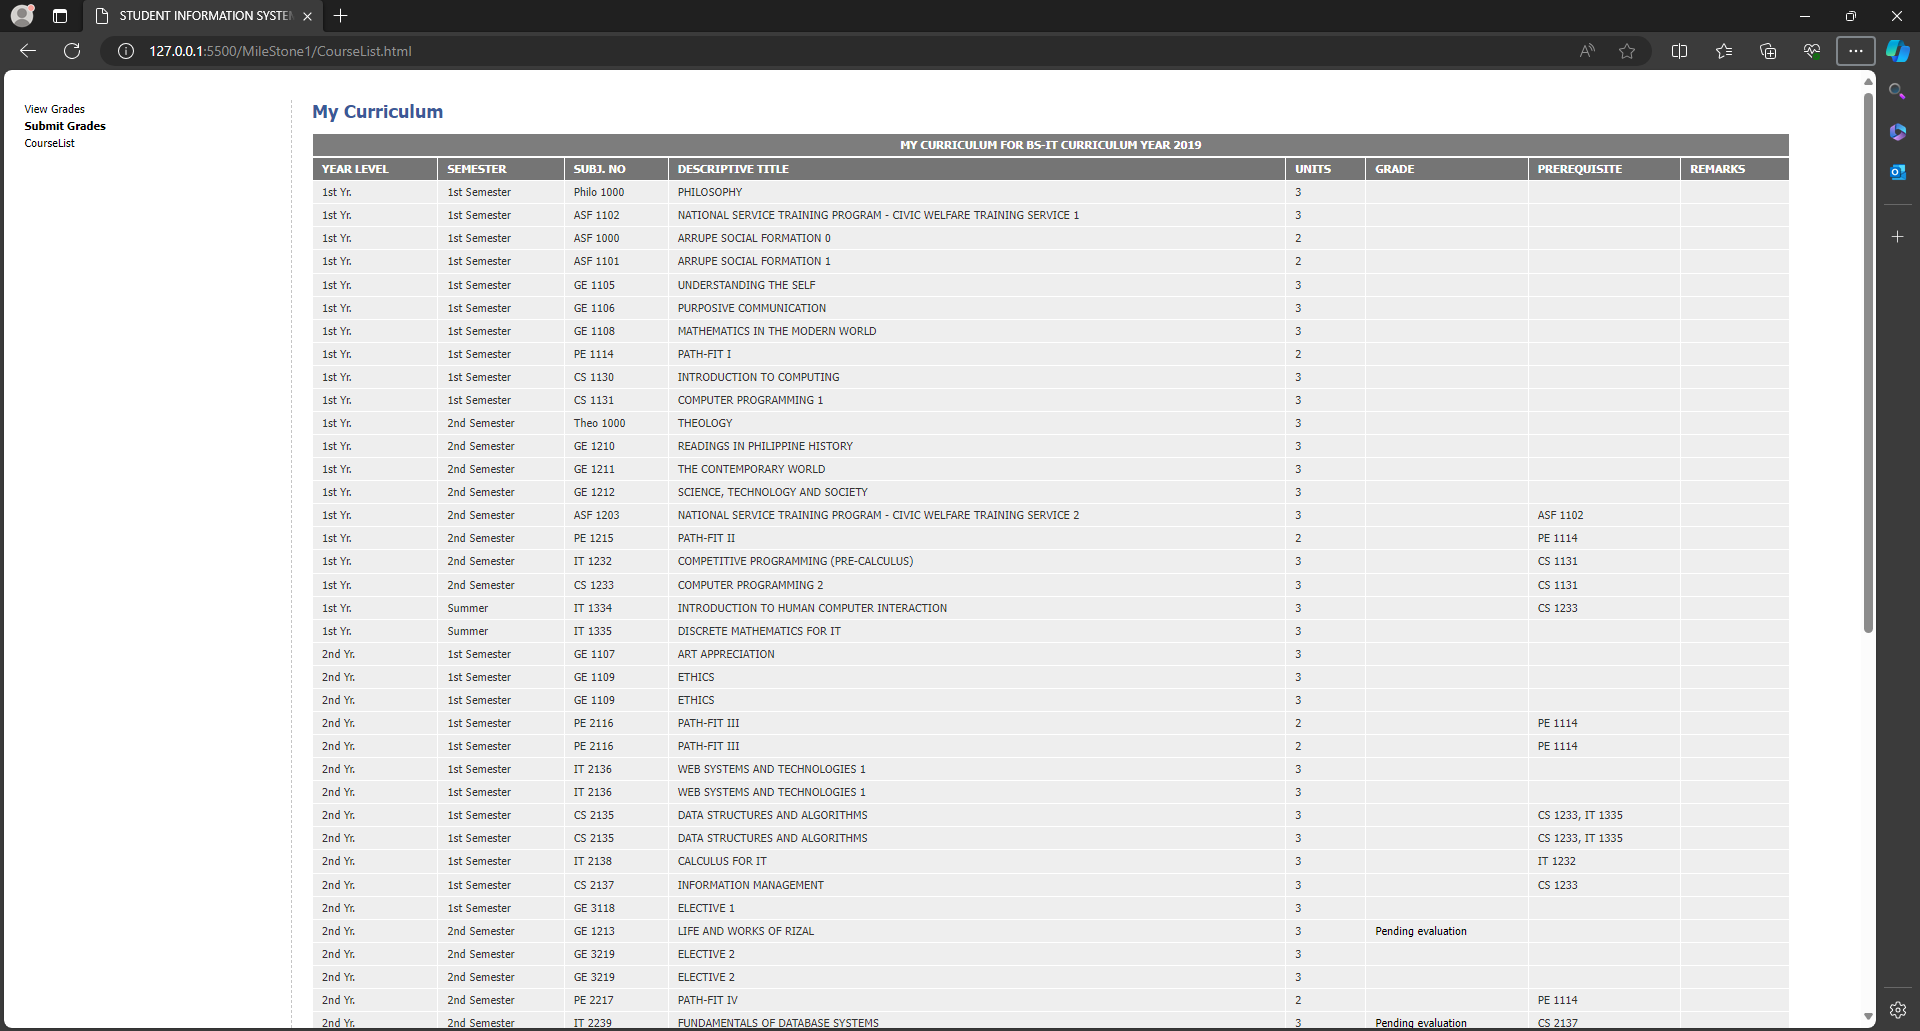 STUDENT INFORMATION SYSTE
127.0.0.1:5500/MileStone1/CourseList.html
View Grades
Submit Grades
CourseList
My Curriculum
MY CURRICULUM FOR BS-IT CURRICULUM YEAR 2019
YEAR LEVEL SEMESTER SUBJ. NO DESCRIPTIVE TITLE UNITS GRADE PREREQUISITE REMARKS
1st Yr. 1st Semester Philo 1000 PHILOSOPHY 3
1st Yr. 1st Semester ASF 1102 NATIONAL SERVICE TRAINING PROGRAM - CIVIC WELFARE TRAINING SERVICE 1 3
1st Yr. 1st Semester ASF 1000 ARRUPE SOCIAL FORMATION 0 2
1st Yr. 1st Semester ASF 1101 ARRUPE SOCIAL FORMATION 1 2
1st Yr. 1st Semester GE 1105 UNDERSTANDING THE SELF 3
1st Yr. 1st Semester GE 1106 PURPOSIVE COMMUNICATION 3
1st Yr. 1st Semester GE 1108 MATHEMATICS IN THE MODERN WORLD 3
1st Yr. 1st Semester PE 1114 PATH-FIT I 2
1st Yr. 1st Semester CS 1130 INTRODUCTION TO COMPUTING 3
1st Yr. 1st Semester CS 1131 COMPUTER PROGRAMMING 1 3
1st Yr. 2nd Semester Theo 1000 THEOLOGY 3
1st Yr. 2nd Semester GE 1210 READINGS IN PHILIPPINE HISTORY 3
1st Yr. 2nd Semester GE 1211 THE CONTEMPORARY WORLD 3
1st Yr. 2nd Semester GE 1212 SCIENCE, TECHNOLOGY AND SOCIETY 3
1st Yr. 2nd Semester ASF 1203 NATIONAL SERVICE TRAINING PROGRAM - CIVIC WELFARE TRAINING SERVICE 2 3 ASF 1102
1st Yr. 2nd Semester PE 1215 PATH-FIT II 2 PE 1114
1st Yr. 2nd Semester IT 1232 COMPETITIVE PROGRAMMING (PRE-CALCULUS) 3 CS 1131
1st Yr. 2nd Semester CS 1233 COMPUTER PROGRAMMING 2 3 CS 1131
1st Yr. Summer IT 1334 INTRODUCTION TO HUMAN COMPUTER INTERACTION 3 CS 1233
1st Yr. Summer IT 1335 DISCRETE MATHEMATICS FOR IT 3
2nd Yr. 1st Semester GE 1107 ART APPRECIATION 3
2nd Yr. 1st Semester GE 1109 ETHICS 3
2nd Yr. 1st Semester GE 1109 ETHICS 3
2nd Yr. 1st Semester PE 2116 PATH-FIT III 2 PE 1114
2nd Yr. 1st Semester PE 2116 PATH-FIT III 2 PE 1114
2nd Yr. 1st Semester IT 2136 WEB SYSTEMS AND TECHNOLOGIES 1 3
2nd Yr. 1st Semester IT 2136 WEB SYSTEMS AND TECHNOLOGIES 1 3
2nd Yr. 1st Semester CS 2135 DATA STRUCTURES AND ALGORITHMS 3 CS 1233, IT 1335
2nd Yr. 1st Semester CS 2135 DATA STRUCTURES AND ALGORITHMS 3 CS 1233, IT 1335
2nd Yr. 1st Semester IT 2138 CALCULUS FOR IT 3 IT 1232
2nd Yr. 1st Semester CS 2137 INFORMATION MANAGEMENT 3 CS 1233
2nd Yr. 1st Semester GE 3118 ELECTIVE 1 3
2nd Yr. 2nd Semester GE 1213 LIFE AND WORKS OF RIZAL 3 Pending evaluation
2nd Yr. 2nd Semester GE 3219 ELECTIVE 2 3
2nd Yr. 2nd Semester GE 3219 ELECTIVE 2 3
2nd Yr. 2nd Semester PE 2217 PATH-FIT IV 2 PE 1114
2nd Yr. 2nd Semester IT 2239 FUNDAMENTALS OF DATABASE SYSTEMS 3 Pending evaluation CS 2137